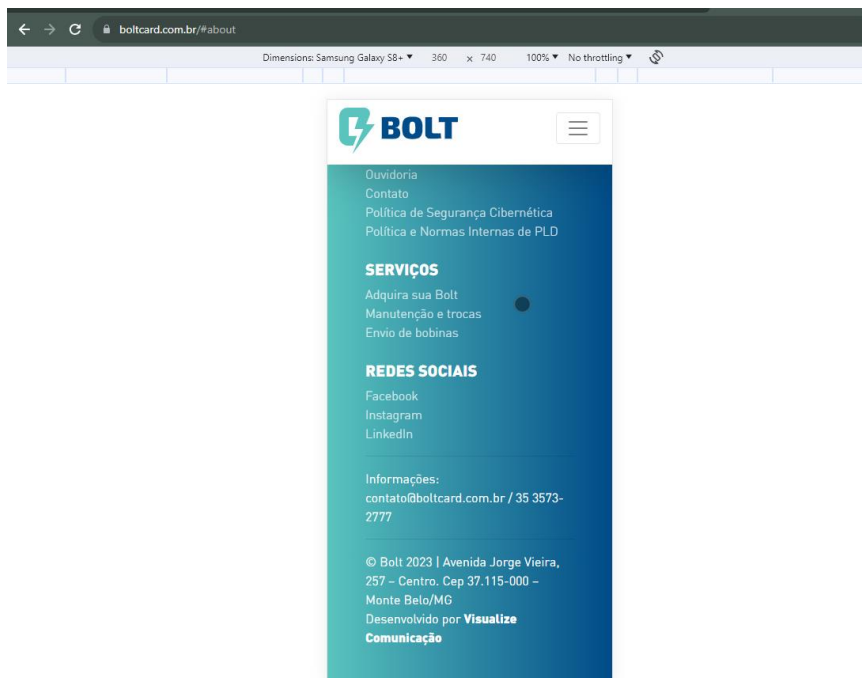 boltcard.com.br/#about
Dimensions: Samsung Galaxy S8+ ▼ 360 x 740 100% ▼ No throttling ▼
BOLT
Ouvidoria
Contato
Política de Segurança Cibernética
Política e Normas Internas de PLD
SERVIÇOS
Adquira sua Bolt
Manutenção e trocas
Envio de bobinas
REDES SOCIAIS
Facebook
Instagram
LinkedIn
Informações:
contato@boltcard.com.br / 35 3573-
2777
© Bolt 2023 | Avenida Jorge Vieira,
257 – Centro. Cep 37.115-000 –
Monte Belo/MG
Desenvolvido por Visualize
Comunicação